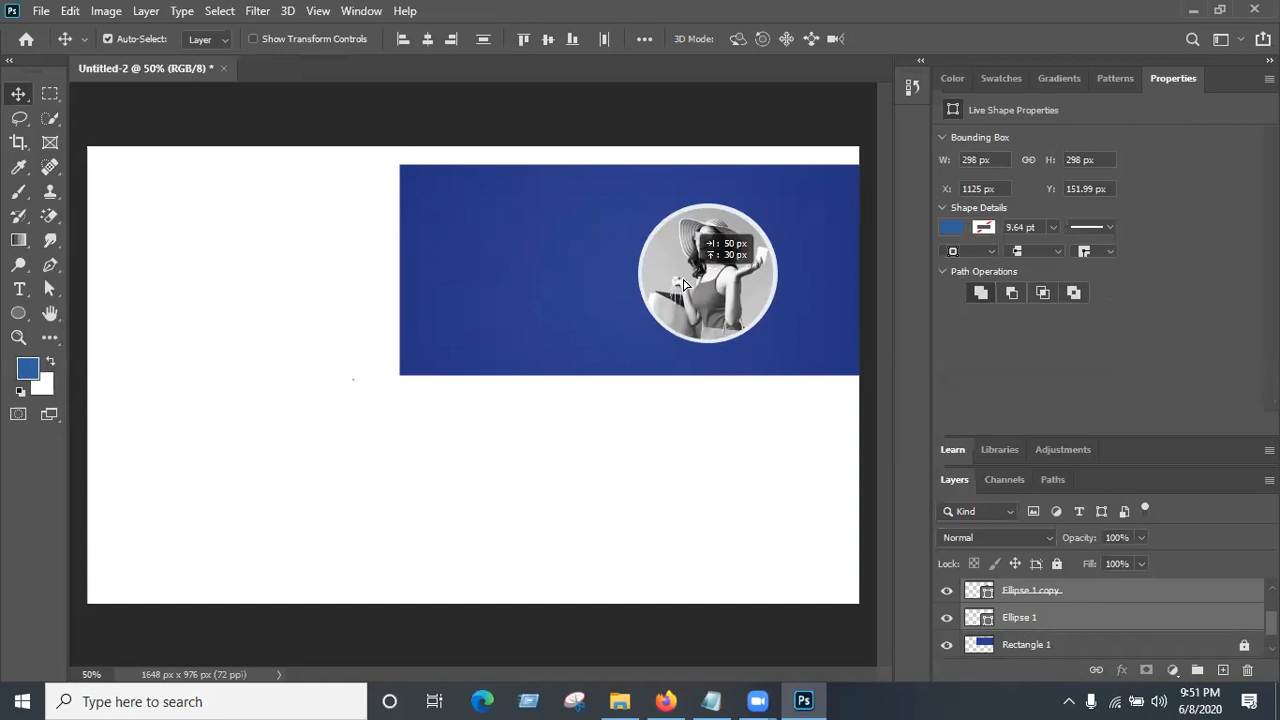 Ps File Edit Image Layer Type Select Filter 3D View Window Help
Auto-Select: Layer Show Transform Controls 3D Mode:
Untitled-2 @ 50% (RGB/8) *
Color Swatches Gradients Patterns Properties
Live Shape Properties
Bounding Box
W: 298 px H: 298 px
X: 1125 px Y: 151.99 px
Shape Details
9.64 pt
Path Operations
50 px
30 px
Learn Libraries Adjustments
Layers Channels Paths
Kind
Normal Opacity: 100%
Lock: Fill: 100%
Ellipse 1 copy
Ellipse 1
Rectangle 1
50% 1648 px x 976 px (72 ppi)
Type here to search
Ps
9:51 PM
6/8/2020